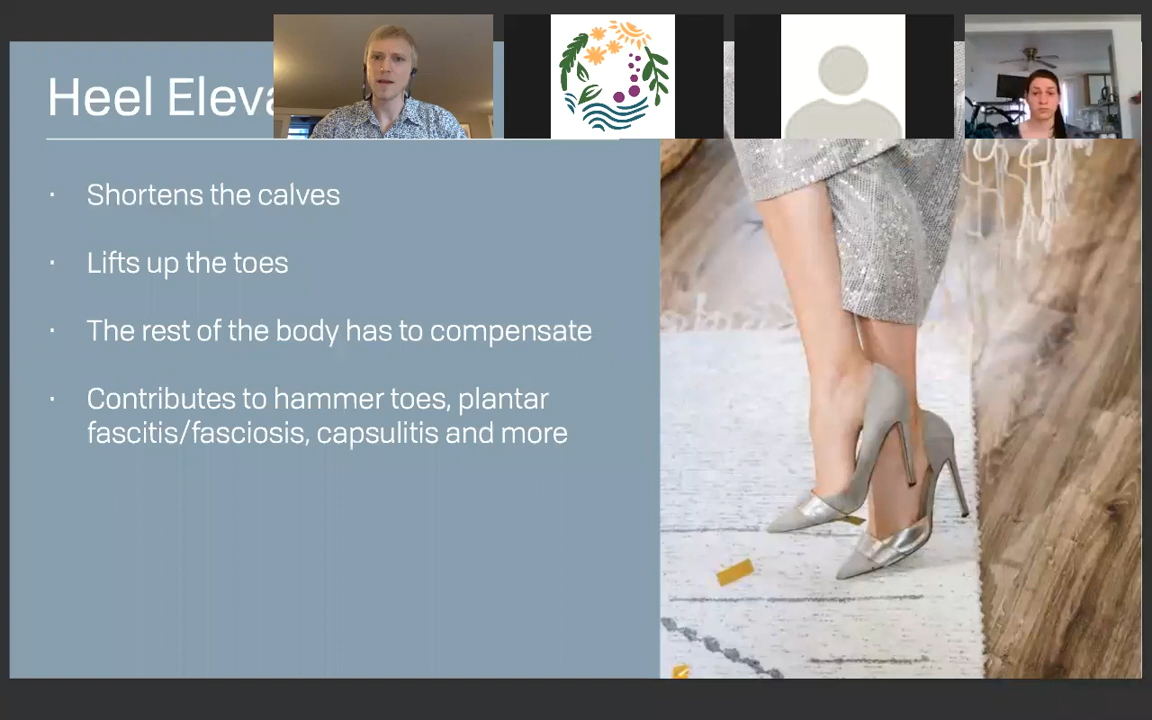 Heel Eleva
· Shortens the calves
· Lifts up the toes
· The rest of the body has to compensate
· Contributes to hammer toes, plantar
fascitis/fasciosis, capsulitis and more